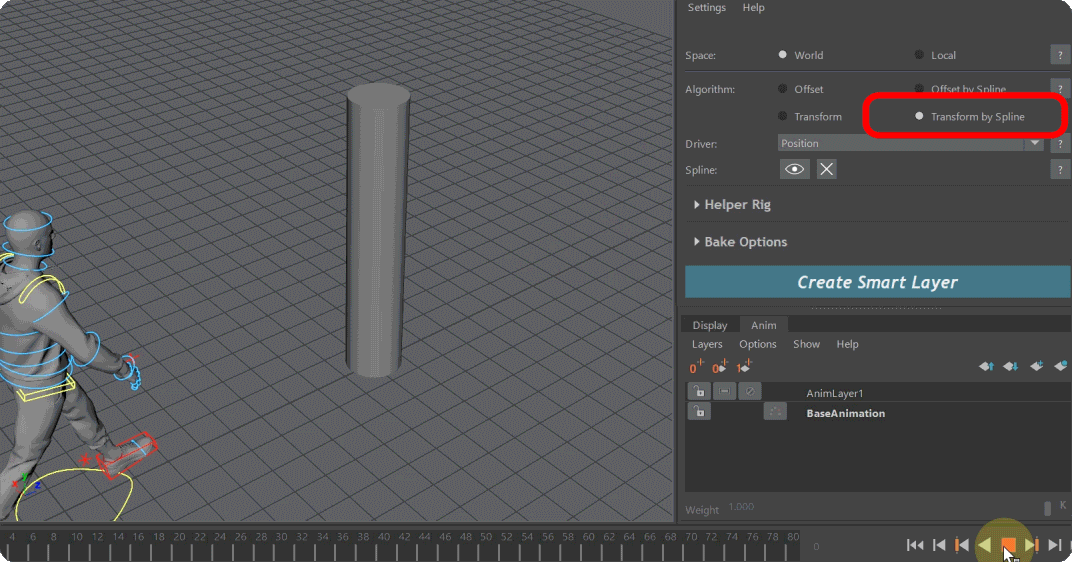 Settings Help
Space: World Local ?
Algorithm: Offset Offset by Spline ?
Transform Transform by Spline
Driver: Position ?
Spline: ?
Helper Rig
Bake Options
Create Smart Layer
Display Anim
Layers Options Show Help
0 0 1
AnimLayer1
BaseAnimation
Weight 1.000 K
4 6 8 10 12 14 16 18 20 22 24 26 28 30 32 34 36 38 40 42 44 46 48 50 52 54 56 58 60 62 64 66 68 70 72 74 76 78 80 0